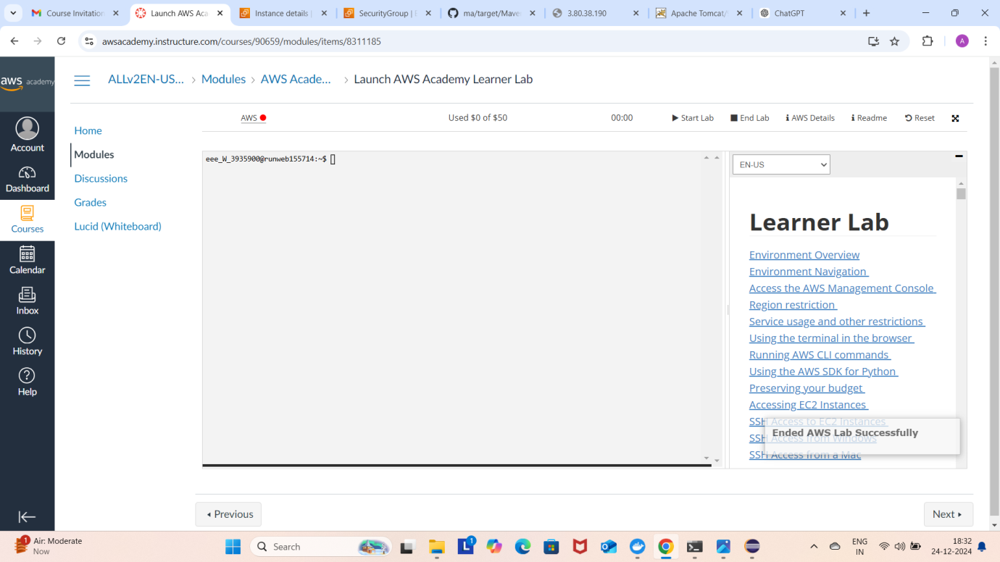 Course Invitation
Launch AWS Aca
Instance details |
SecurityGroup | E
ma/target/Mave
3.80.38.190
Apache Tomcat/
ChatGPT
awsacademy.instructure.com/courses/90659/modules/items/8311185
A
aws academy
ALLv2EN-US... > Modules > AWS Acade... > Launch AWS Academy Learner Lab
AWS
Used $0 of $50
00:00
Start Lab
End Lab
AWS Details
Readme
Reset
Account
Dashboard
Courses
Calendar
Inbox
History
Help
Home
Modules
Discussions
Grades
Lucid (Whiteboard)
eee_W_3935900@runweb155714:~$
EN-US
Learner Lab
Environment Overview
Environment Navigation
Access the AWS Management Console
Region restriction
Service usage and other restrictions
Using the terminal in the browser
Running AWS CLI commands
Using the AWS SDK for Python
Preserving your budget
Accessing EC2 Instances
SSH Access to EC2 Instances
SSH Access from Windows
SSH Access from a Mac
Ended AWS Lab Successfully
Previous
Next
1
Air: Moderate
Now
Search
1
ENG
IN
18:32
24-12-2024